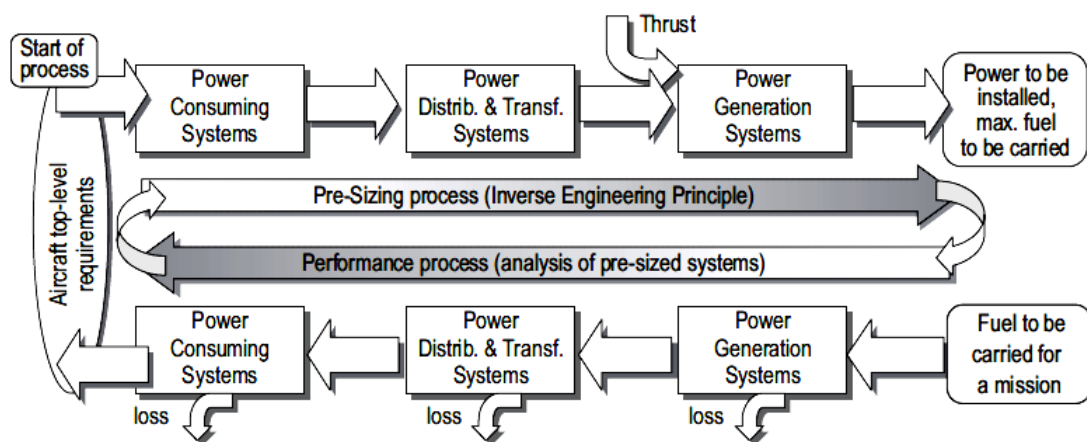 Thrust
Start of
process
Power
Consuming
Systems
Power
Distrib. & Transf.
Systems
Power
Generation
Systems
Power to be
installed,
max. fuel
to be carried
Aircraft top-level
requirements
Pre-Sizing process (Inverse Engineering Principle)
Performance process (analysis of pre-sized systems)
Power
Consuming
Systems
Power
Distrib. & Transf.
Systems
Power
Generation
Systems
Fuel to be
carried for
a mission
loss
loss
loss